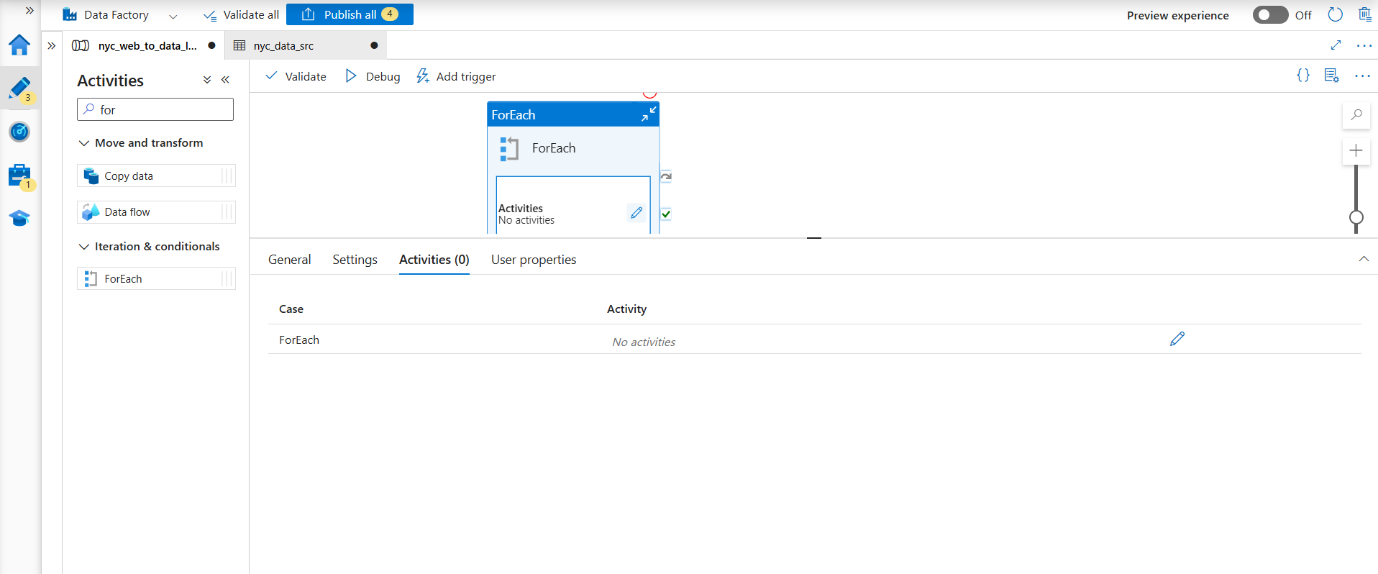 Data Factory
Validate all
Publish all 4
Preview experience
Off
nyc_web_to_data_l...
nyc_data_src
3
1
Activities
for
Move and transform
Copy data
Data flow
Iteration & conditionals
ForEach
Validate
Debug
Add trigger
ForEach
ForEach
Activities
No activities
General Settings Activities (0) User properties
Case Activity
ForEach No activities